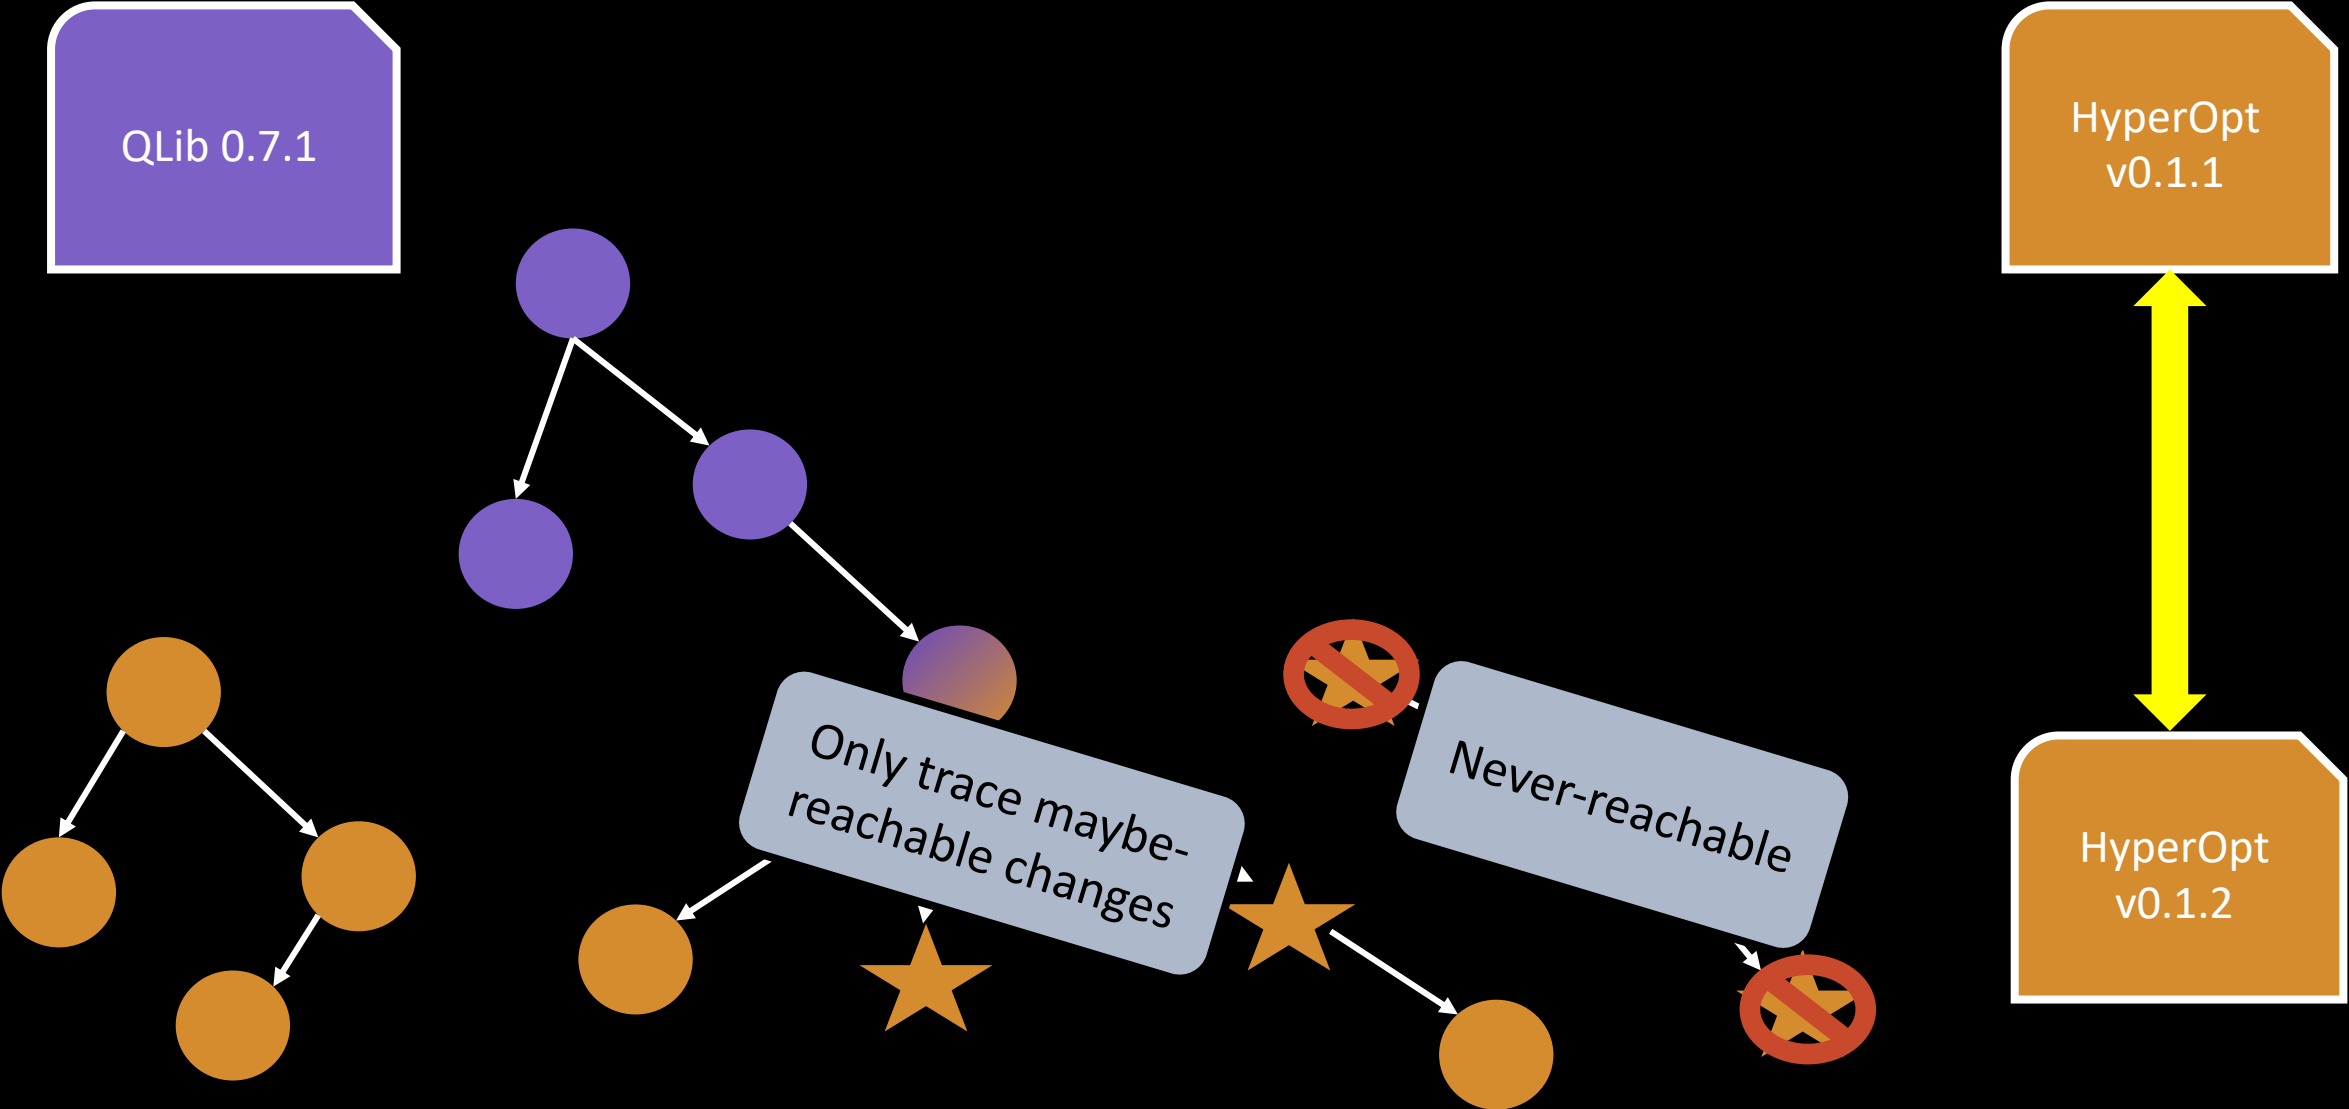 QLib 0.7.1
HyperOpt
v0.1.1
Only trace maybe-
reachable changes
Never-reachable
HyperOpt
v0.1.2